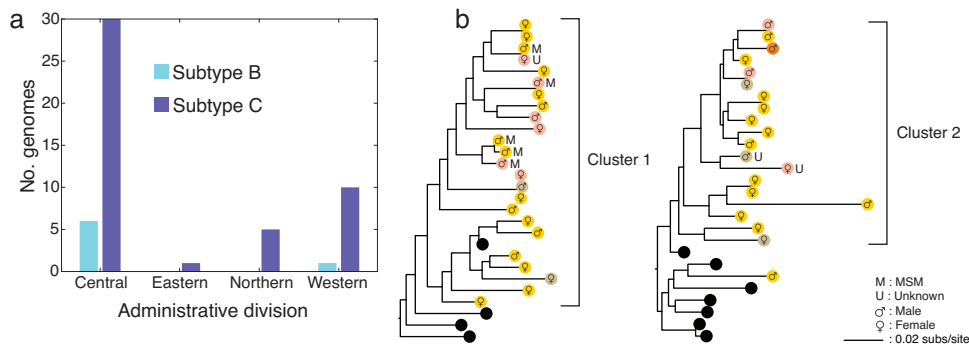 a
No. genomes
30
25
20
15
10
5
0
Subtype B
Subtype C
Central Eastern Northern Western
Administrative division
b
♀
♀
♂ M
♀ U
♀
♂ M
♀
♂
♂
♀
♂ M
♂ M
♂ M
♀
♂
♀
♂
♀
♂
♂
♀
♀
♀
♀
Cluster 1
♂
♂
♂
♀
♂
♀
♀
♀
♀
♀
♂
♂ U
♀ U
♀
♀
♂
♀
♀
♀
♂
Cluster 2
M : MSM
U : Unknown
♂ : Male
♀ : Female
: 0.02 subs/site